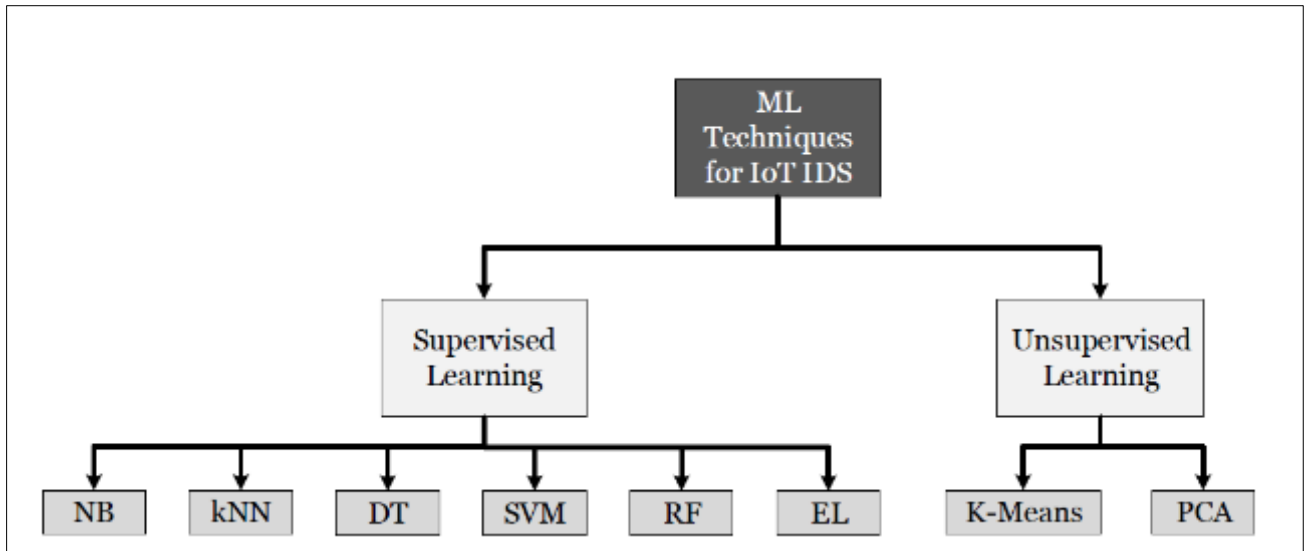 ML
Techniques
for IoT IDS
Supervised
Learning
Unsupervised
Learning
NB
kNN
DT
SVM
RF
EL
K-Means
PCA